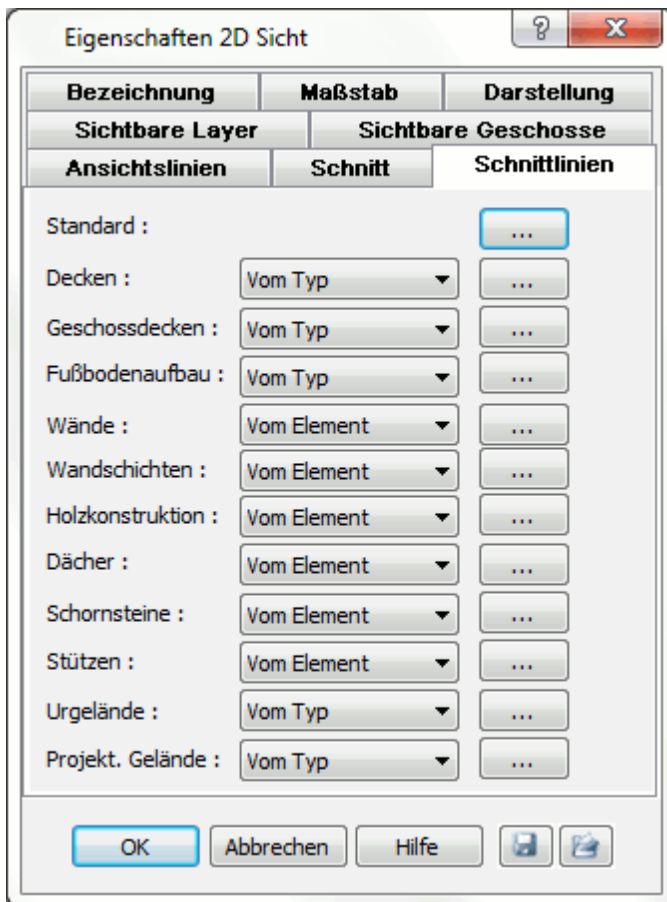 Eigenschaften 2D Sicht
?
X
Bezeichnung Maßstab Darstellung
Sichtbare Layer Sichtbare Geschosse
Ansichtslinien Schnitt Schnittlinien
Standard : ...
Decken : Vom Typ ...
Geschossdecken : Vom Typ ...
Fußbodenaufbau : Vom Typ ...
Wände : Vom Element ...
Wandschichten : Vom Element ...
Holzkonstruktion : Vom Element ...
Dächer : Vom Element ...
Schornsteine : Vom Element ...
Stützen : Vom Element ...
Urgelände : Vom Typ ...
Projekt. Gelände : Vom Typ ...
OK Abbrechen Hilfe